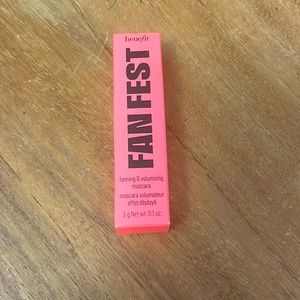 benefit
FAN FEST
fanning & volumizing
mascara
mascara volumateur
effet déployé
3 g Net wt. 0.1 oz.